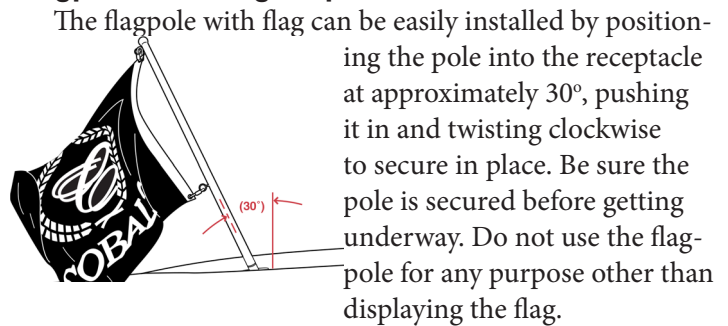 The flagpole with flag can be easily installed by position-
ing the pole into the receptacle
at approximately 30º, pushing
it in and twisting clockwise
to secure in place. Be sure the
pole is secured before getting
underway. Do not use the flag-
pole for any purpose other than
displaying the flag.
(30˚)
COBAL